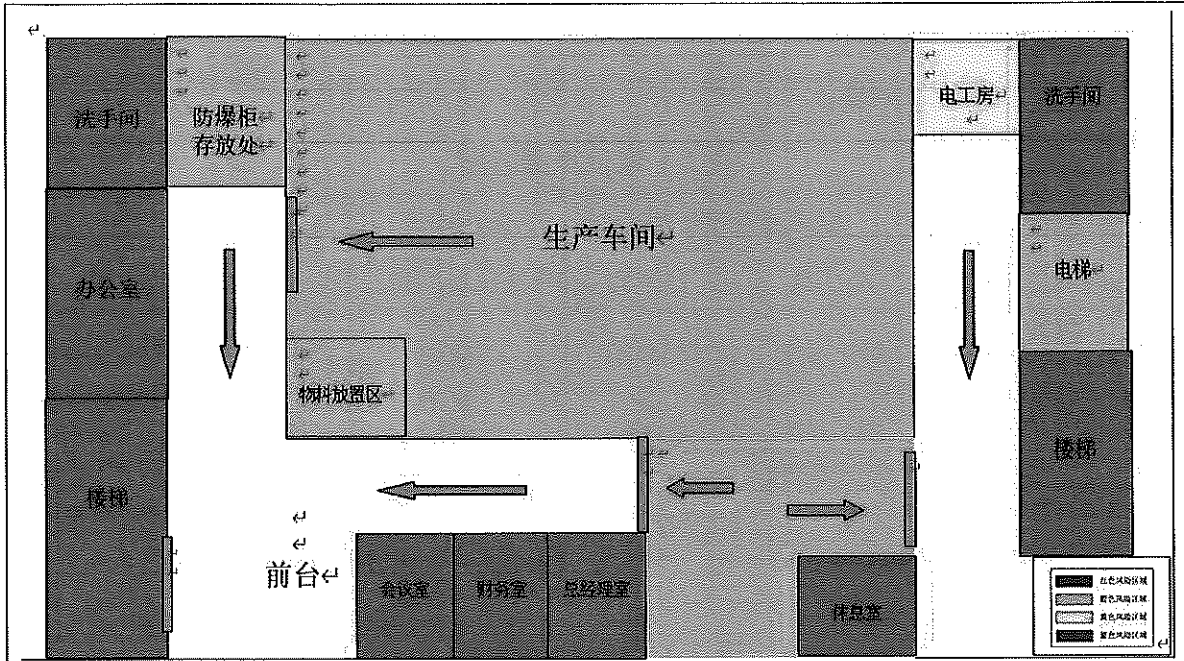 洗手间
防爆柜
存放处
电工房
洗手间
生产车间
电梯
办公室
物料放置区
楼梯
楼梯
前台
会议室
财务室
总经理室
休息室
红色风险区域
橙色风险区域
黄色风险区域
蓝色风险区域